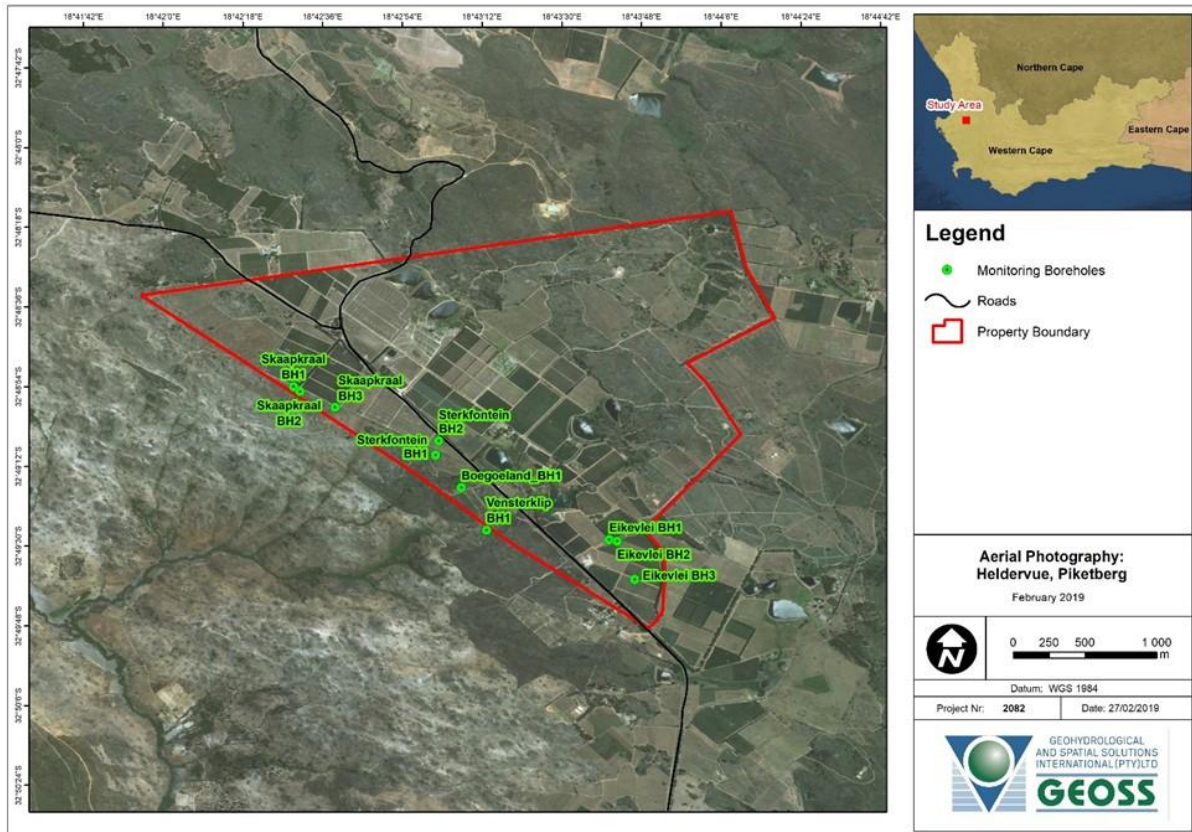 18°41'42"E
18°42'0"E
18°42'18"E
18°42'36"E
18°42'54"E
18°43'12"E
18°43'30"E
18°43'48"E
18°44'6"E
18°44'24"E
18°44'42"E
32°47'42"S
32°48'0"S
32°48'18"S
32°48'36"S
32°48'54"S
32°49'12"S
32°49'30"S
32°49'48"S
32°50'6"S
32°50'24"S
Skaapkraal
BH1
Skaapkraal
BH3
Skaapkraal
BH2
Sterkfontein
BH2
Sterkfontein
BH1
Boegoeland_BH1
Vensterklip
BH1
Eikevlei BH1
Eikevlei BH2
Eikevlei BH3
Northern Cape
Study Area
Eastern Cape
Western Cape
Legend
Monitoring Boreholes
Roads
Property Boundary
Aerial Photography:
Heldervue, Piketberg
February 2019
N
0 250 500 1 000
m
Datum: WGS 1984
Project Nr: 2082
Date: 27/02/2019
GEOHYDROLOGICAL
AND SPATIAL SOLUTIONS
INTERNATIONAL(PTY)LTD
GEOSS